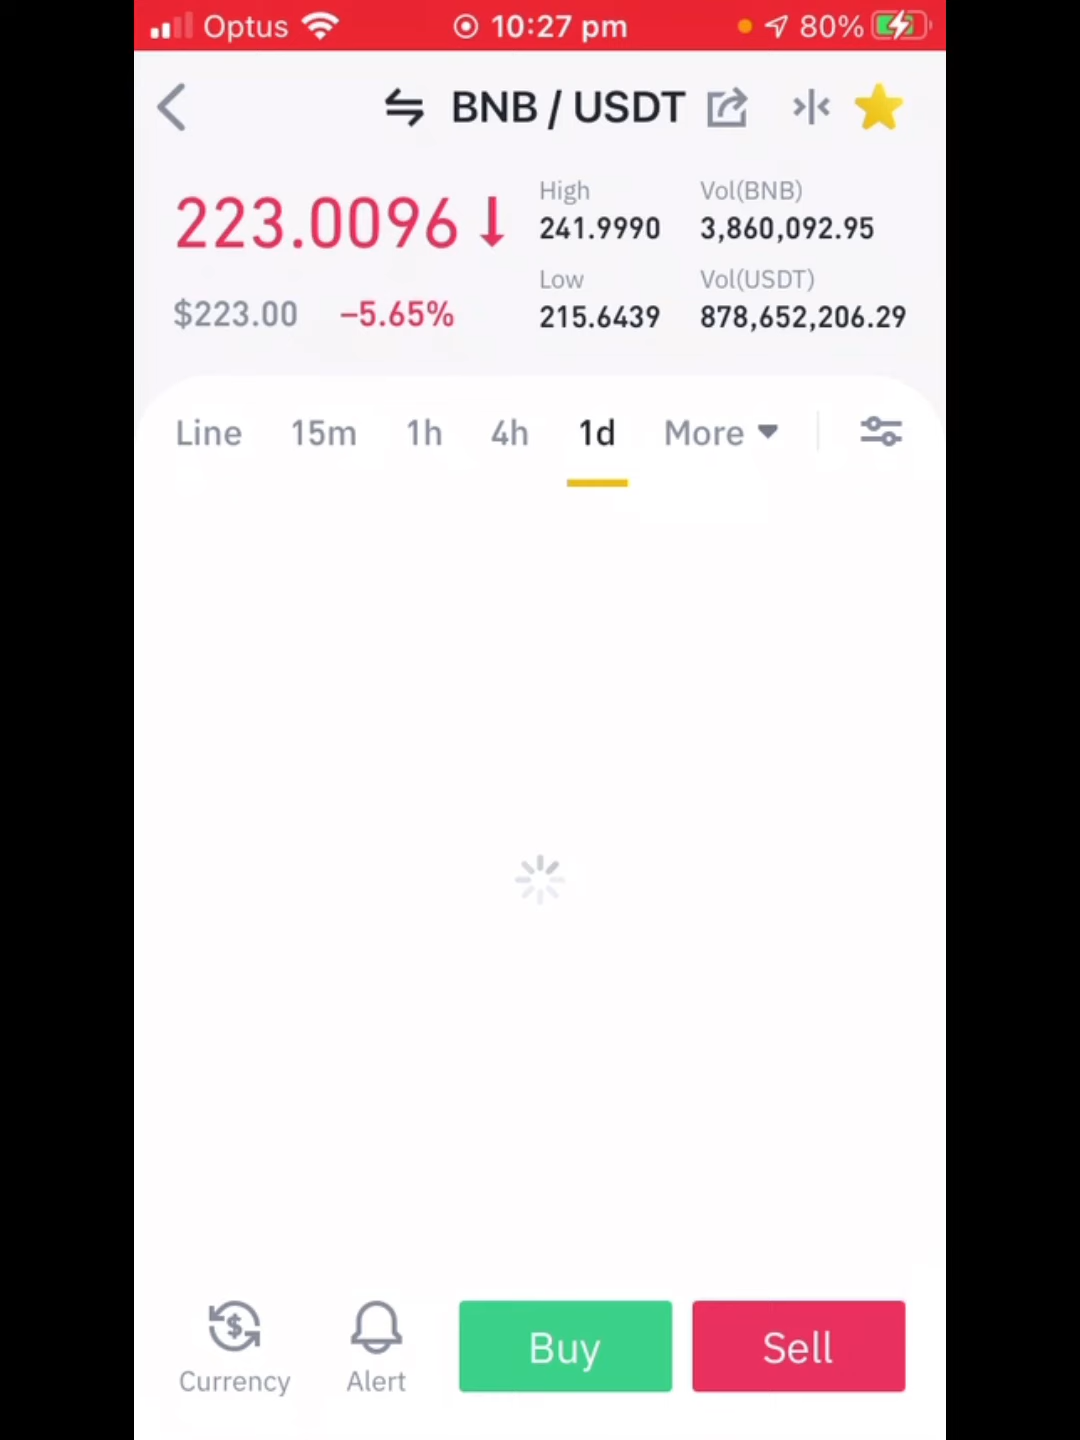 Optus 10:27 pm 80%
BNB / USDT
223.0096
$223.00 –5.65%
High
241.9990
Low
215.6439
Vol(BNB)
3,860,092.95
Vol(USDT)
878,652,206.29
Line 15m 1h 4h 1d More
Currency Alert Buy Sell